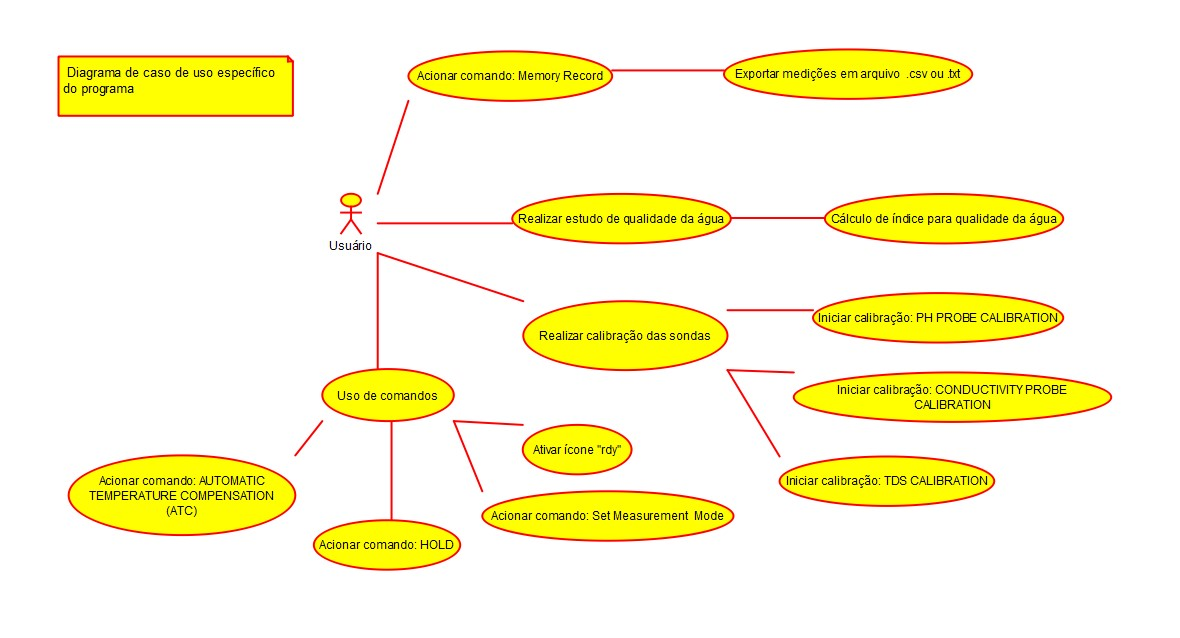 Diagrama de caso de uso específico
do programa
Acionar comando: Memory Record
Exportar medições em arquivo .csv ou .txt
Usuário
Realizar estudo de qualidade da água
Cálculo de índice para qualidade da água
Realizar calibração das sondas
Iniciar calibração: PH PROBE CALIBRATION
Iniciar calibração: CONDUCTIVITY PROBE
CALIBRATION
Iniciar calibração: TDS CALIBRATION
Uso de comandos
Ativar ícone "rdy"
Acionar comando: AUTOMATIC
TEMPERATURE COMPENSATION
(ATC)
Acionar comando: Set Measurement Mode
Acionar comando: HOLD